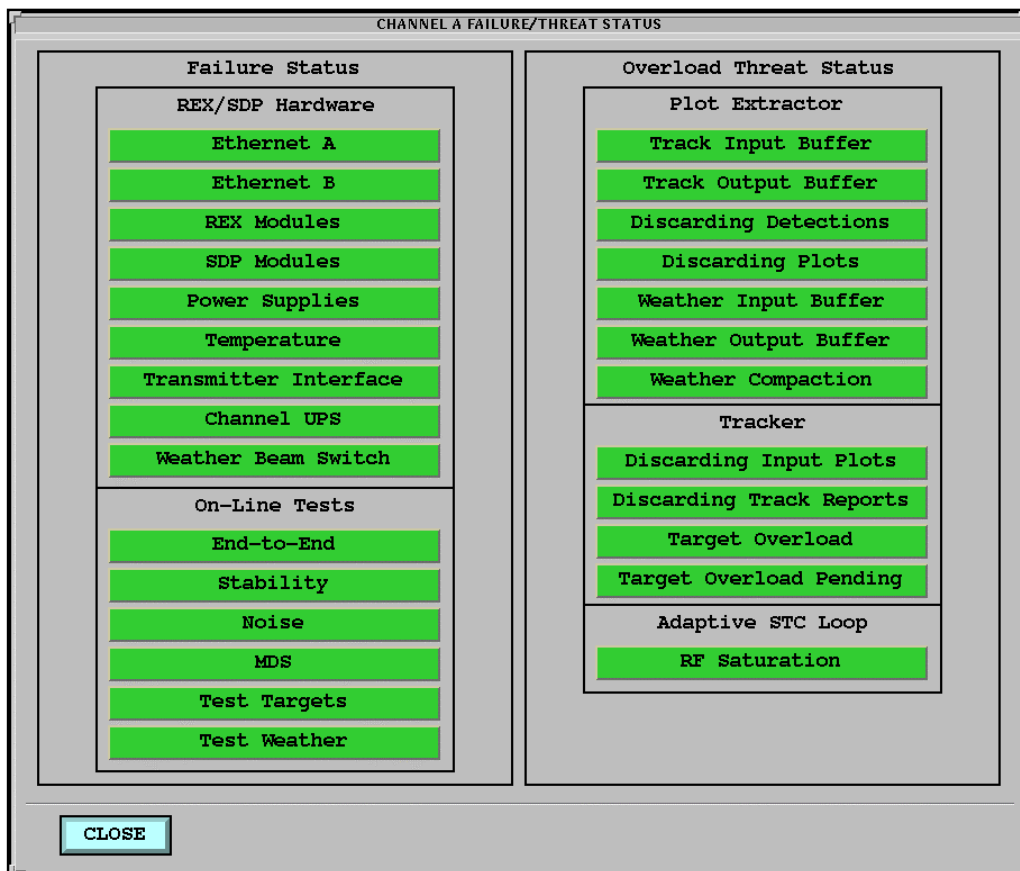 CHANNEL A FAILURE/THREAT STATUS
Failure Status
REX/SDP Hardware
Ethernet A
Ethernet B
REX Modules
SDP Modules
Power Supplies
Temperature
Transmitter Interface
Channel UPS
Weather Beam Switch
On-Line Tests
End-to-End
Stability
Noise
MDS
Test Targets
Test Weather
Overload Threat Status
Plot Extractor
Track Input Buffer
Track Output Buffer
Discarding Detections
Discarding Plots
Weather Input Buffer
Weather Output Buffer
Weather Compaction
Tracker
Discarding Input Plots
Discarding Track Reports
Target Overload
Target Overload Pending
Adaptive STC Loop
RF Saturation
CLOSE